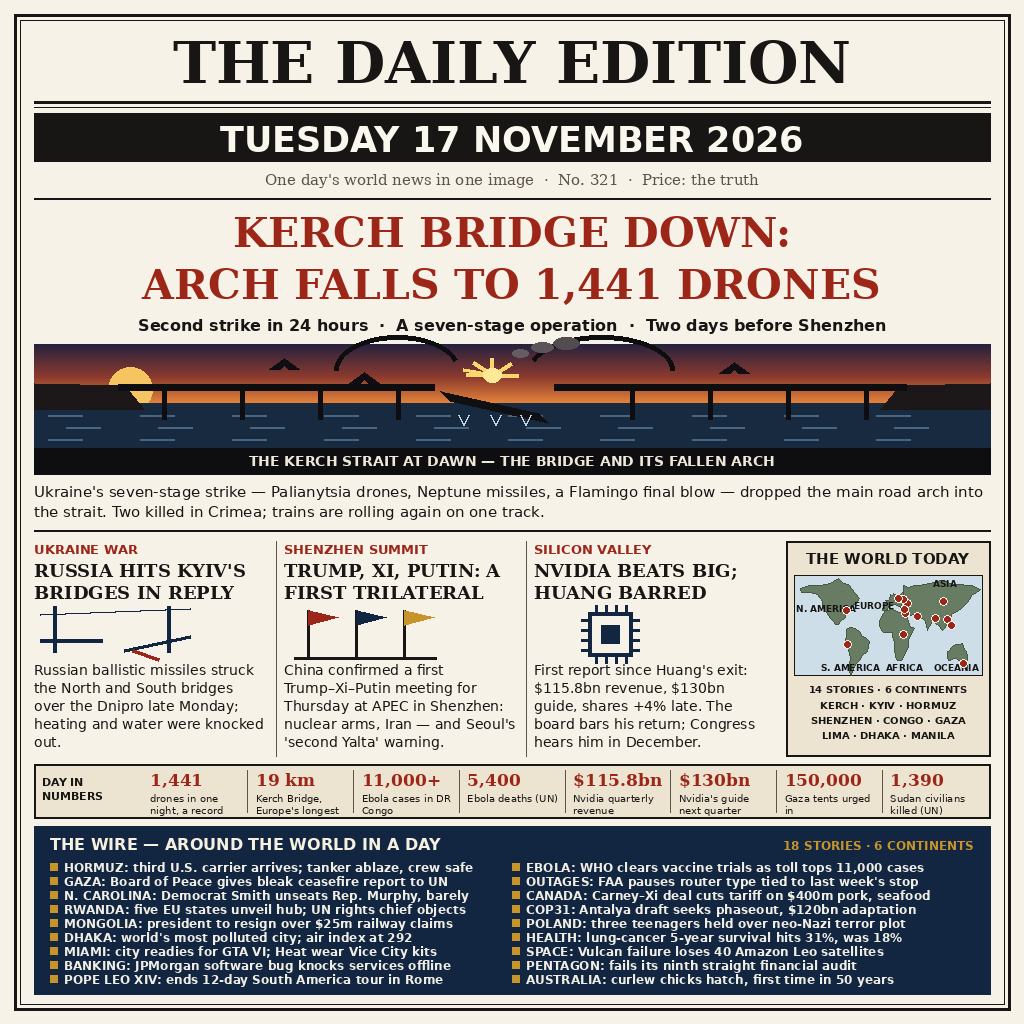 THE DAILY EDITION
TUESDAY 17 NOVEMBER 2026
One day's world news in one image · No. 321 · Price: the truth
KERCH BRIDGE DOWN:
ARCH FALLS TO 1,441 DRONES
Second strike in 24 hours · A seven-stage operation · Two days before Shenzhen
THE KERCH STRAIT AT DAWN — THE BRIDGE AND ITS FALLEN ARCH
Ukraine's seven-stage strike — Palianytsia drones, Neptune missiles, a Flamingo final blow — dropped the main road arch into
the strait. Two killed in Crimea; trains are rolling again on one track.
UKRAINE WAR
RUSSIA HITS KYIV'S
BRIDGES IN REPLY
Russian ballistic missiles struck
the North and South bridges
over the Dnipro late Monday;
heating and water were knocked
out.
SHENZHEN SUMMIT
TRUMP, XI, PUTIN: A
FIRST TRILATERAL
China confirmed a first
Trump–Xi–Putin meeting for
Thursday at APEC in Shenzhen:
nuclear arms, Iran — and Seoul's
'second Yalta' warning.
SILICON VALLEY
NVIDIA BEATS BIG;
HUANG BARRED
First report since Huang's exit:
$115.8bn revenue, $130bn
guide, shares +4% late. The
board bars his return; Congress
hears him in December.
THE WORLD TODAY
ASIA
N. AMERICA
EUROPE
S. AMERICA
AFRICA
OCEANIA
14 STORIES · 6 CONTINENTS
KERCH · KYIV · HORMUZ
SHENZHEN · CONGO · GAZA
LIMA · DHAKA · MANILA
DAY IN
NUMBERS
1,441
drones in one
night, a record
19 km
Kerch Bridge,
Europe's longest
11,000+
Ebola cases in DR
Congo
5,400
Ebola deaths (UN)
$115.8bn
Nvidia quarterly
revenue
$130bn
Nvidia's guide
next quarter
150,000
Gaza tents urged
in
1,390
Sudan civilians
killed (UN)
THE WIRE — AROUND THE WORLD IN A DAY
18 STORIES · 6 CONTINENTS
HORMUZ: third U.S. carrier arrives; tanker ablaze, crew safe
GAZA: Board of Peace gives bleak ceasefire report to UN
N. CAROLINA: Democrat Smith unseats Rep. Murphy, barely
RWANDA: five EU states unveil hub; UN rights chief objects
MONGOLIA: president to resign over $25m railway claims
DHAKA: world's most polluted city; air index at 292
MIAMI: city readies for GTA VI; Heat wear Vice City kits
BANKING: JPMorgan software bug knocks services offline
POPE LEO XIV: ends 12-day South America tour in Rome
EBOLA: WHO clears vaccine trials as toll tops 11,000 cases
OUTAGES: FAA pauses router type tied to last week's stop
CANADA: Carney–Xi deal cuts tariff on $400m pork, seafood
COP31: Antalya draft seeks phaseout, $120bn adaptation
POLAND: three teenagers held over neo-Nazi terror plot
HEALTH: lung-cancer 5-year survival hits 31%, was 18%
SPACE: Vulcan failure loses 40 Amazon Leo satellites
PENTAGON: fails its ninth straight financial audit
AUSTRALIA: curlew chicks hatch, first time in 50 years